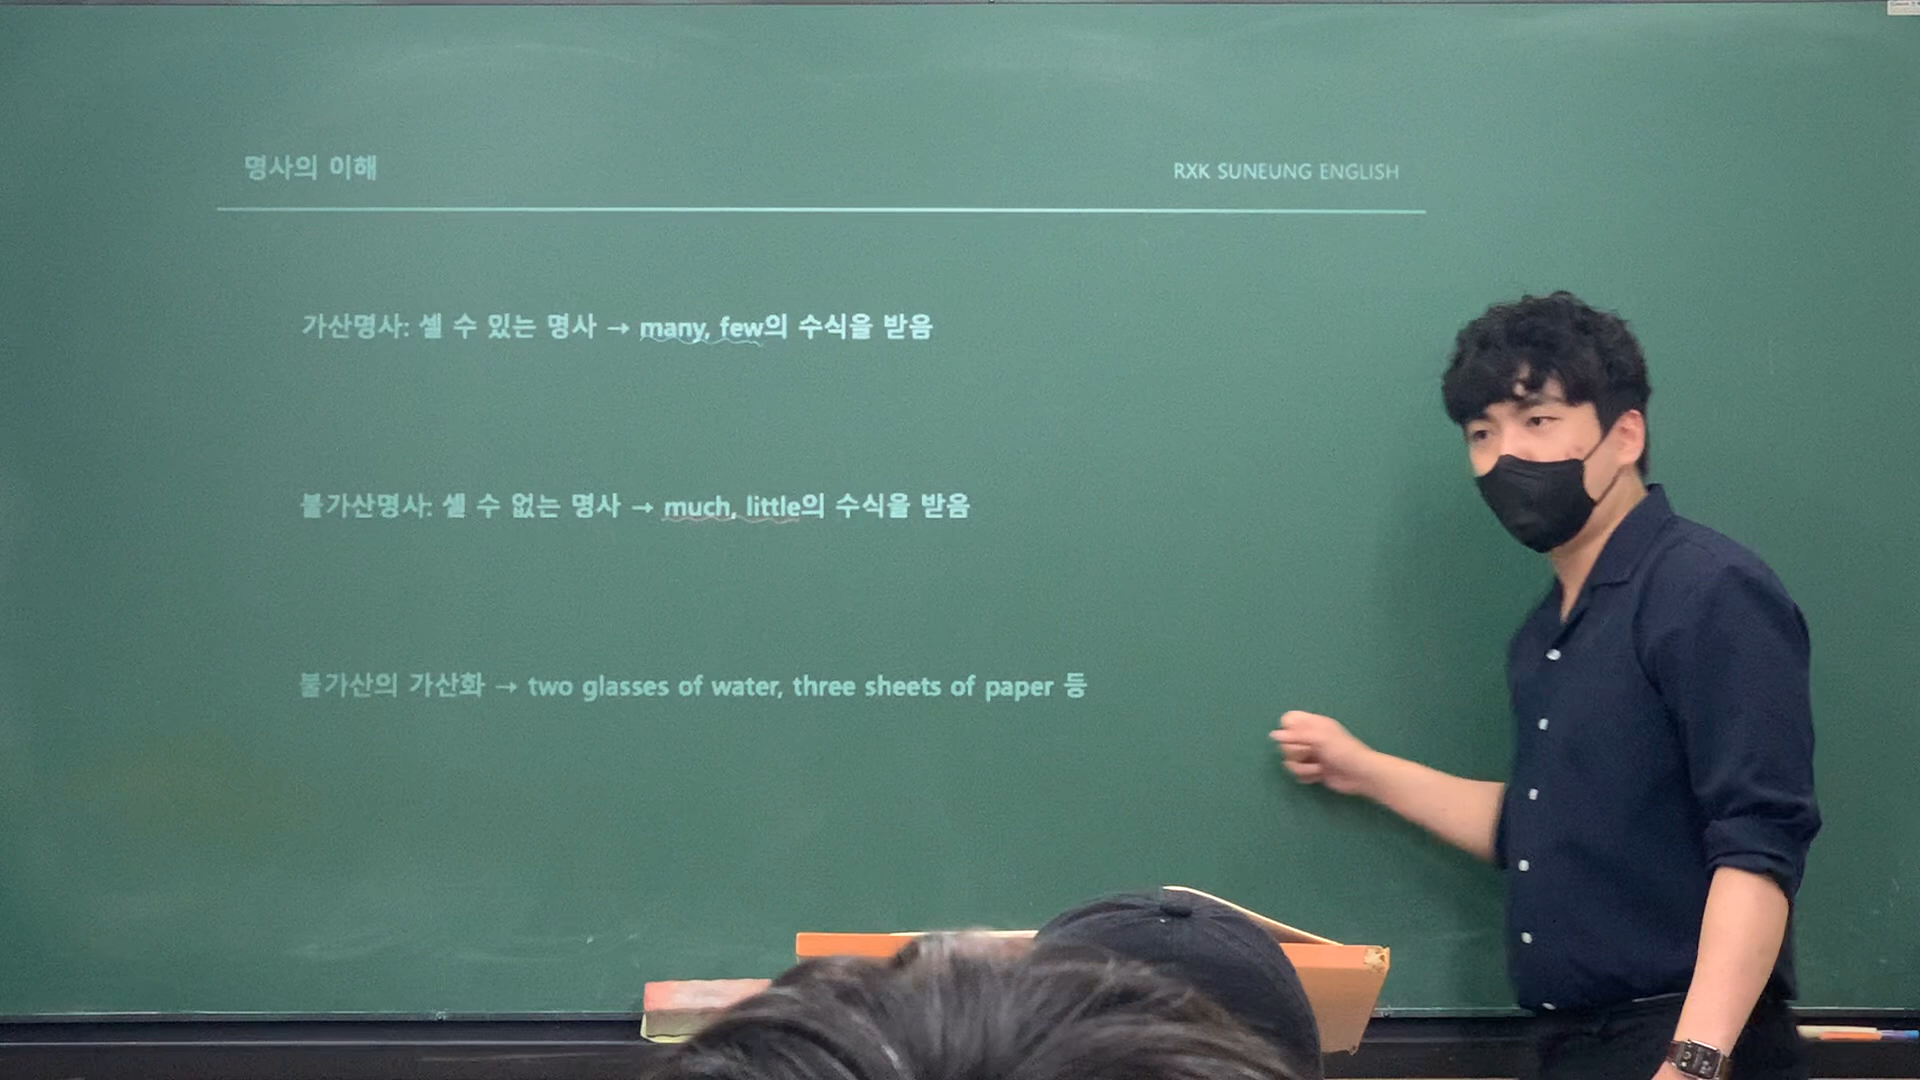 명사의 이해
RXK SUNEUNG ENGLISH
가산명사: 셀 수 있는 명사 → many, few의 수식을 받음
불가산명사: 셀 수 없는 명사 → much, little의 수식을 받음
불가산의 가산화 → two glasses of water, three sheets of paper 등